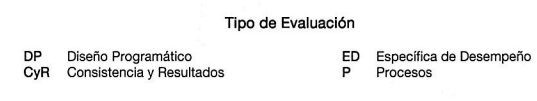 Tipo de Evaluación
DP Diseño Programático ED Específica de Desempeño
CyR Consistencia y Resultados P Procesos